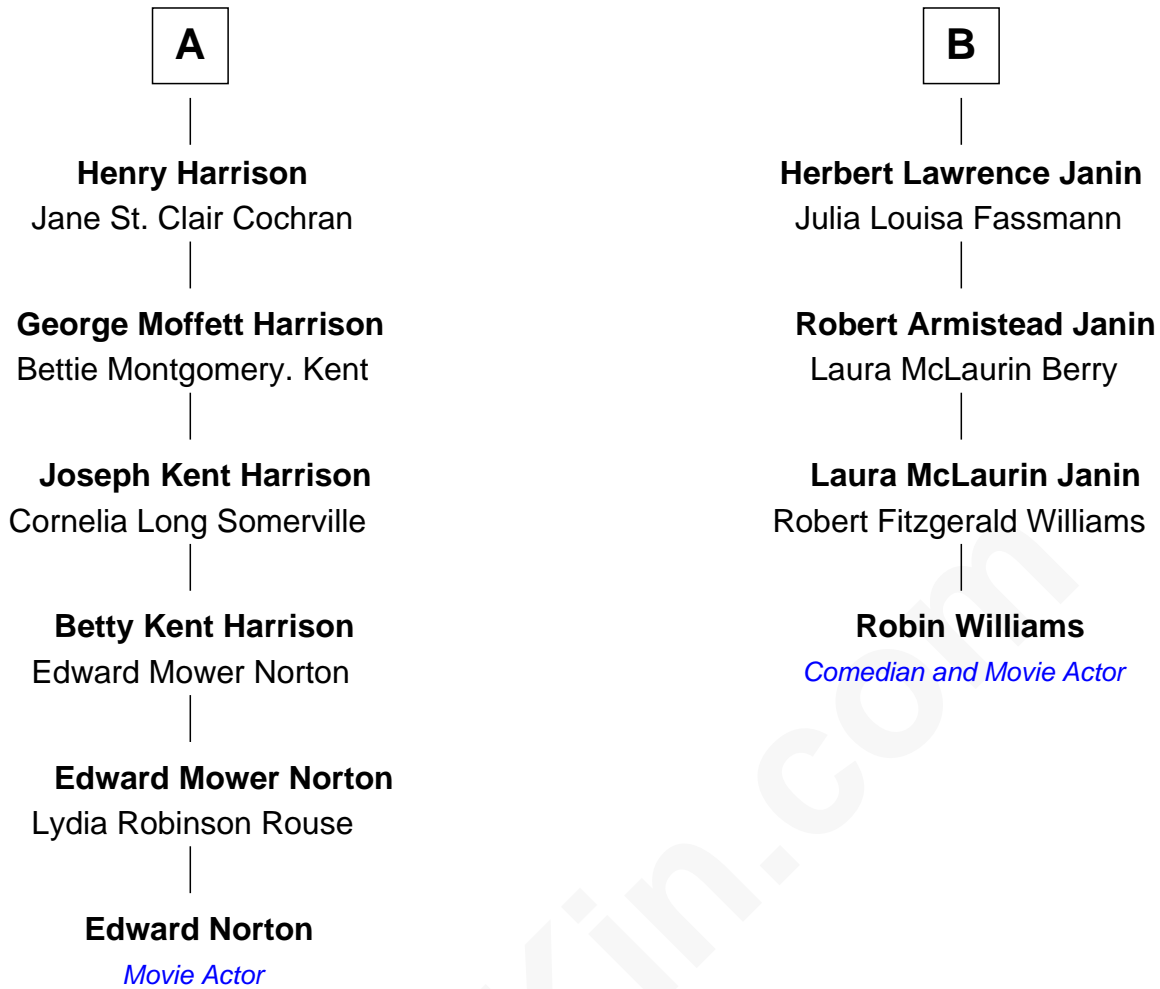 A
Henry Harrison
Jane St. Clair Cochran
George Moffett Harrison
Bettie Montgomery. Kent
Joseph Kent Harrison
Cornelia Long Somerville
Betty Kent Harrison
Edward Mower Norton
Edward Mower Norton
Lydia Robinson Rouse
Edward Norton
Movie Actor
B
Herbert Lawrence Janin
Julia Louisa Fassmann
Robert Armistead Janin
Laura McLaurin Berry
Laura McLaurin Janin
Robert Fitzgerald Williams
Robin Williams
Comedian and Movie Actor